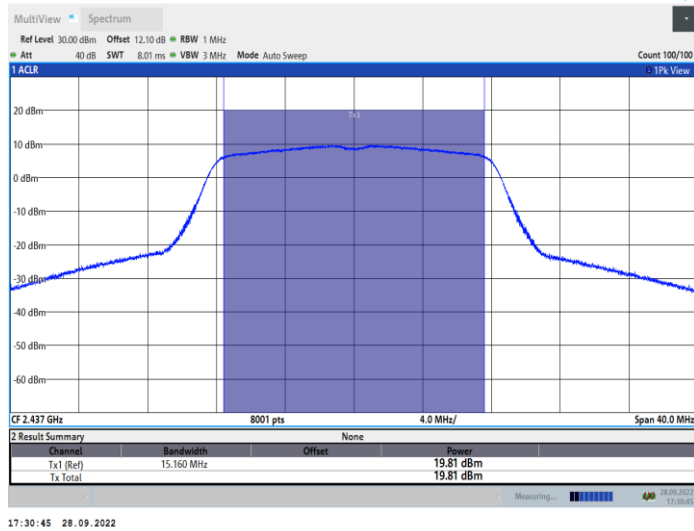 MultiView Spectrum
Ref Level 30.00 dBm Offset 12.10 dB RBW 1 MHz
Att 40 dB SWT 8.01 ms VBW 3 MHz Mode Auto Sweep Count 100/100
1 ACLR 1Pk View
Tx1
20 dBm
10 dBm
0 dBm
-10 dBm
-20 dBm
-30 dBm
-40 dBm
-50 dBm
-60 dBm
CF 2.437 GHz 8001 pts 4.0 MHz/ Span 40.0 MHz
2 Result Summary None
Channel Bandwidth Offset Power
Tx1 (Ref) 15.160 MHz 19.81 dBm
Tx Total 19.81 dBm
Measuring... 28.09.2022
17:30:45
17:30:45 28.09.2022